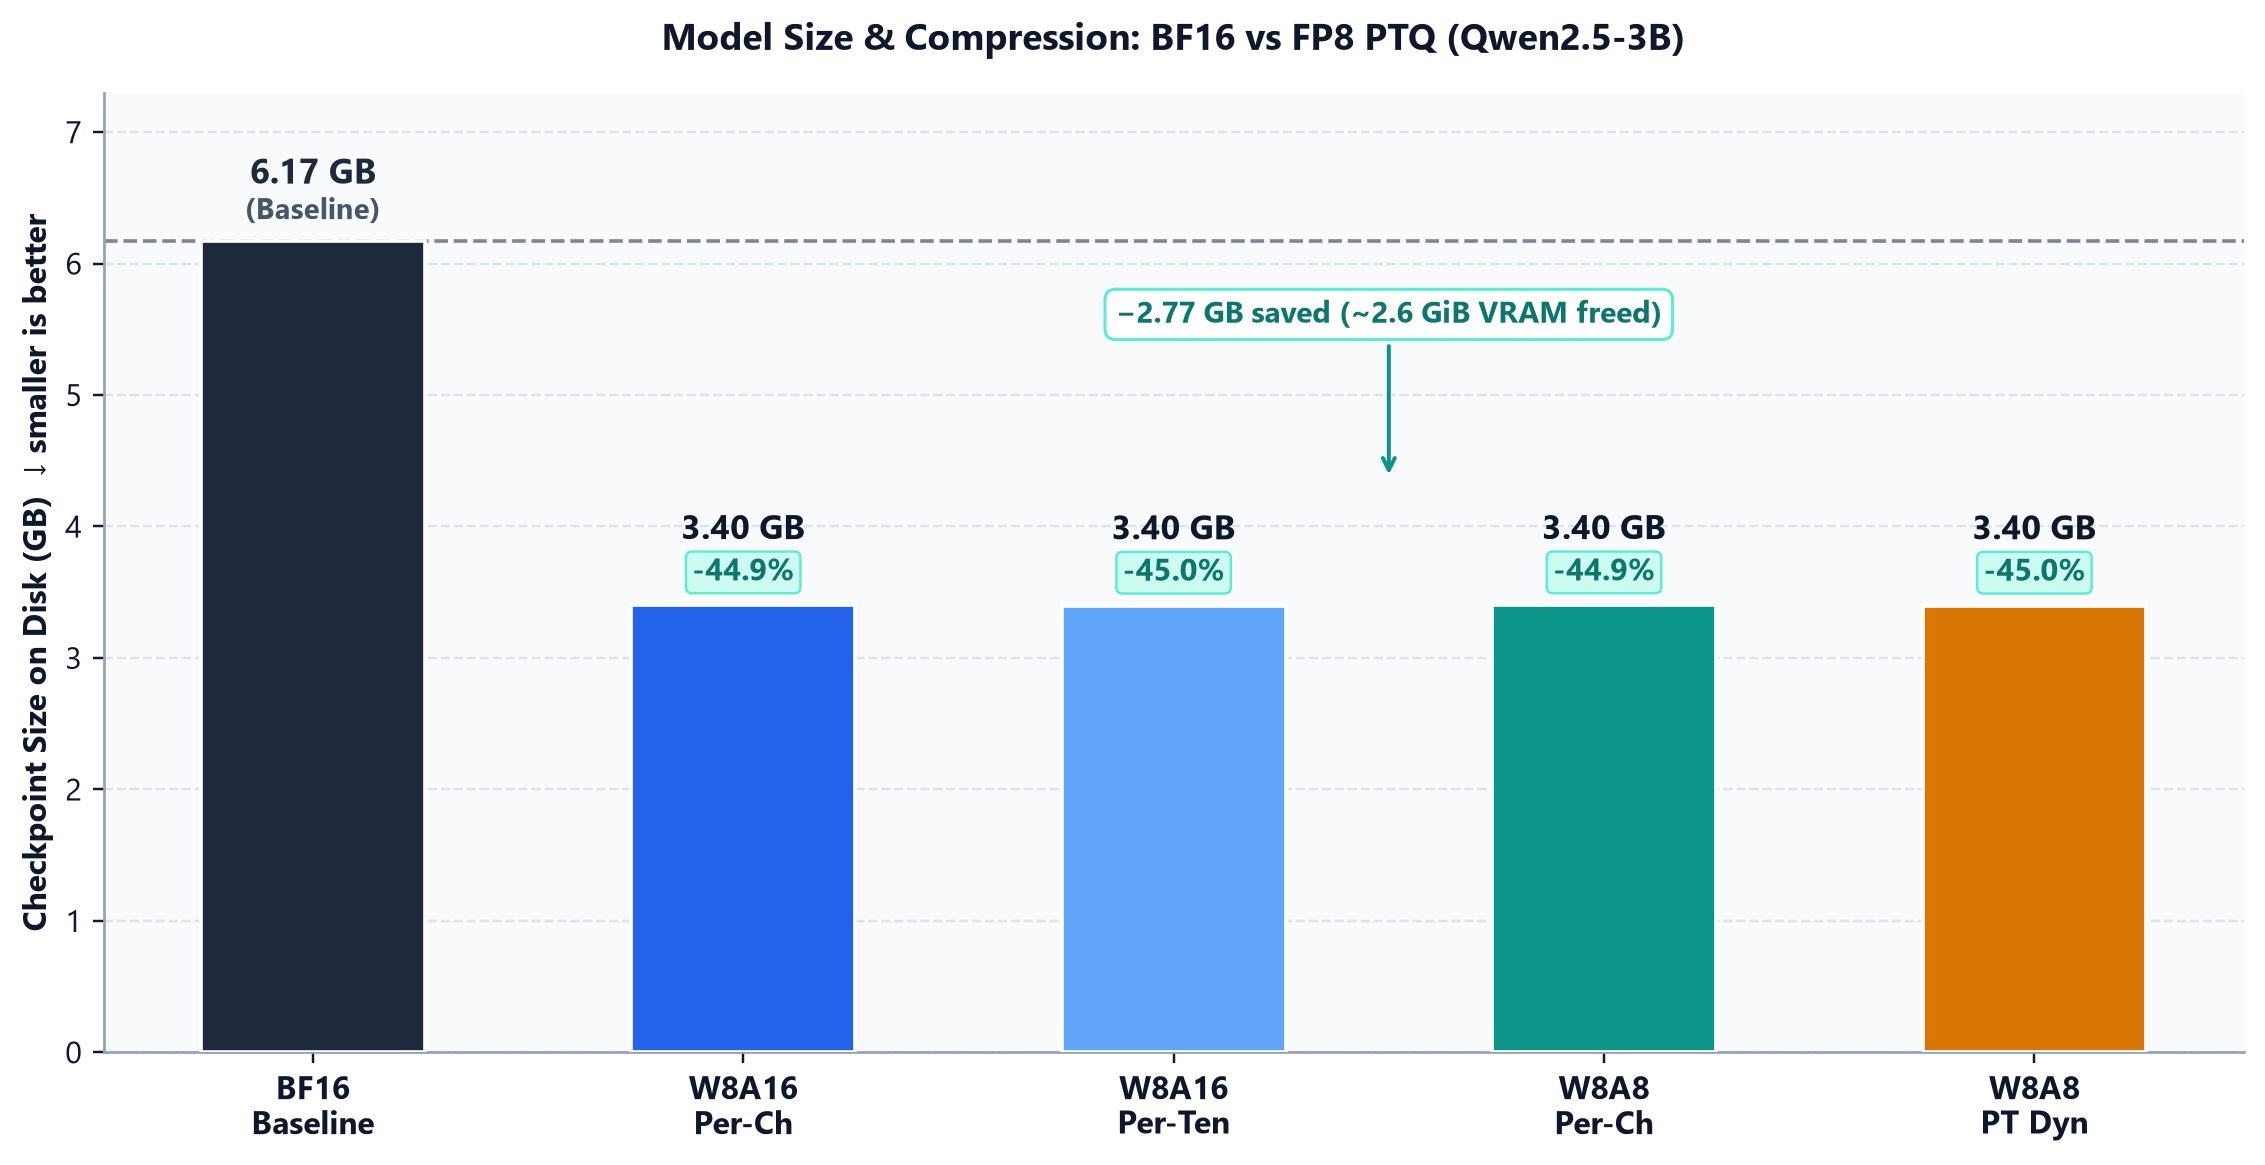 Model Size & Compression: BF16 vs FP8 PTQ (Qwen2.5-3B)
Checkpoint Size on Disk (GB) ↓ smaller is better
7
6
5
4
3
2
1
0
6.17 GB
(Baseline)
−2.77 GB saved (~2.6 GiB VRAM freed)
3.40 GB
-44.9%
3.40 GB
-45.0%
3.40 GB
-44.9%
3.40 GB
-45.0%
BF16
Baseline
W8A16
Per-Ch
W8A16
Per-Ten
W8A8
Per-Ch
W8A8
PT Dyn